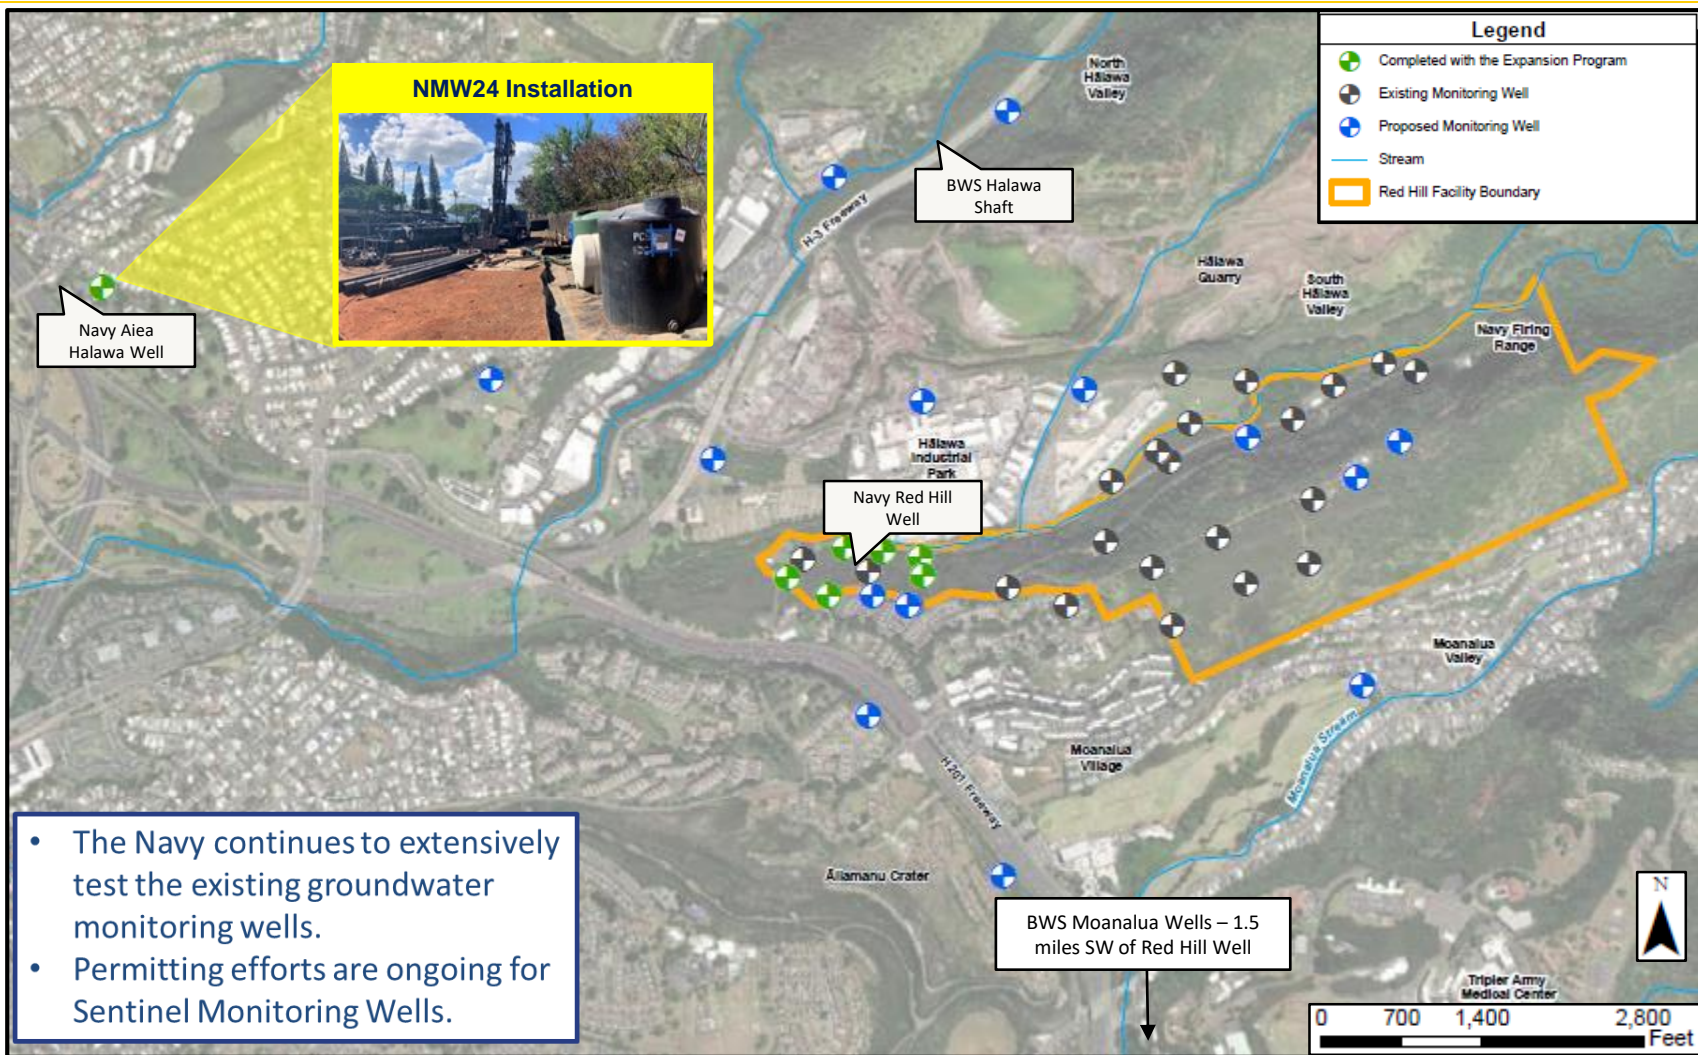 NMW24 Installation
North
Hālawa
Valley
Legend
Completed with the Expansion Program
Existing Monitoring Well
Proposed Monitoring Well
Stream
Red Hill Facility Boundary
BWS Halawa
Shaft
H-3 Freeway
Hālawa
Quarry
South
Hālawa
Valley
Navy Firing
Range
Navy Aiea
Halawa Well
Hālawa
Industrial
Park
Navy Red Hill
Well
Moanalua
Valley
Moanalua Stream
Moanalua
Village
H201 Freeway
Āliamanu Crater
• The Navy continues to extensively
test the existing groundwater
monitoring wells.
• Permitting efforts are ongoing for
Sentinel Monitoring Wells.
BWS Moanalua Wells – 1.5
miles SW of Red Hill Well
N
Tripler Army
Medical Center
0 700 1,400 2,800
Feet